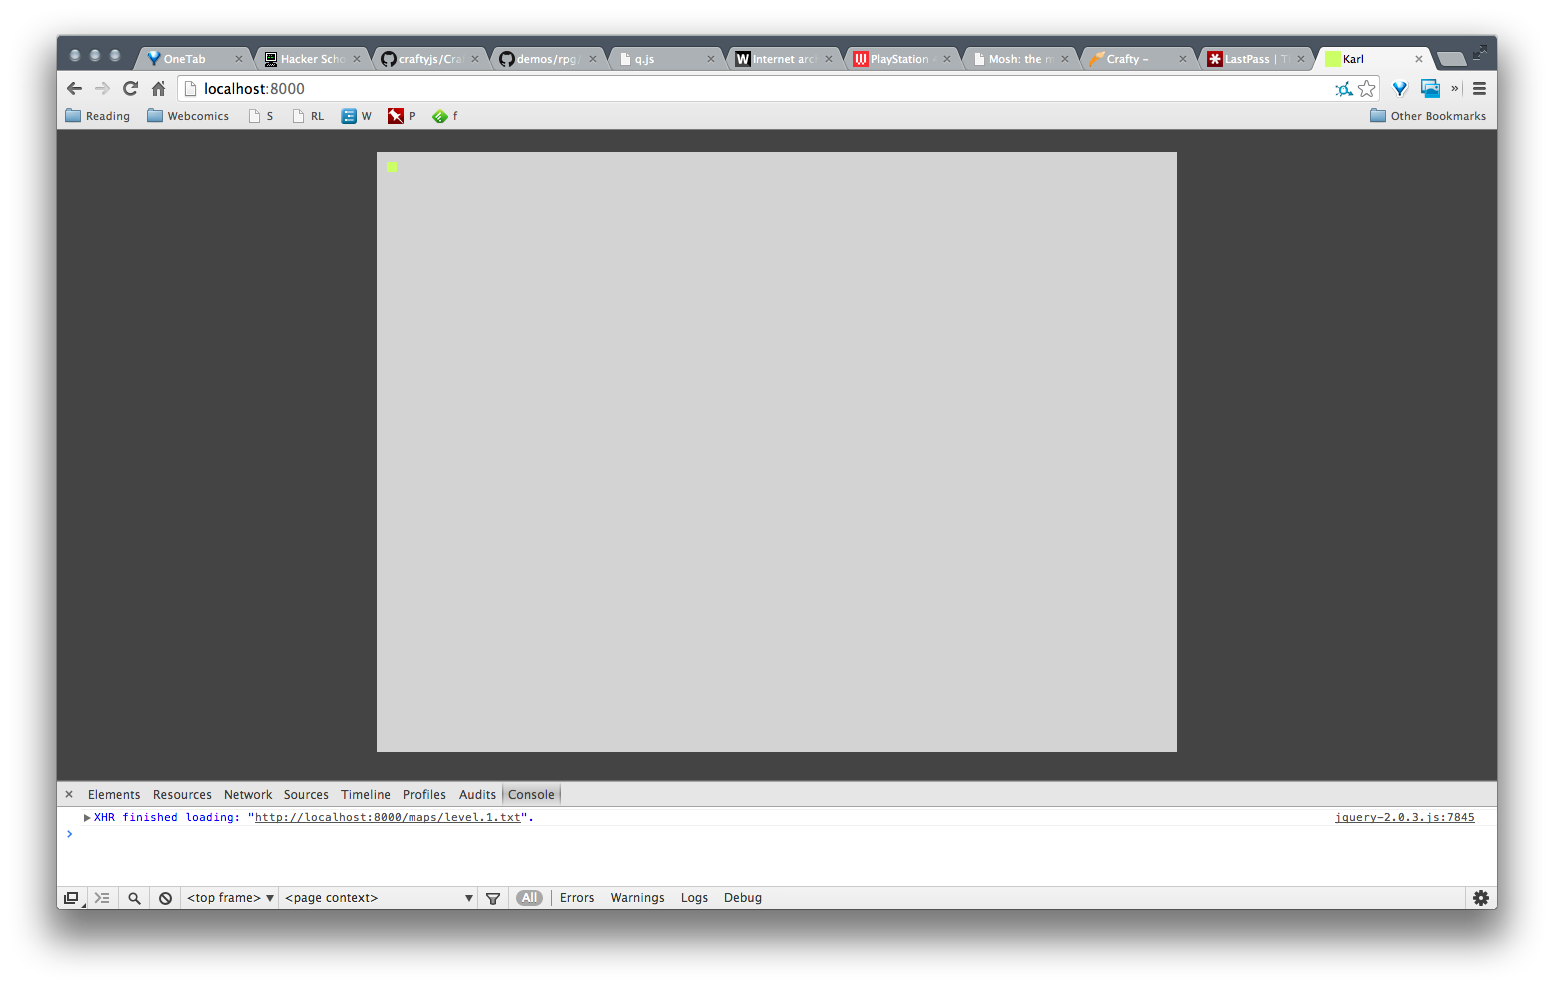 OneTab
Hacker Scho
craftyjs/Cra
demos/rpg/
q.js
Internet arc
PlayStation 4
Mosh: the m
Crafty –
LastPass | T
Karl
localhost:8000
Reading
Webcomics
S
RL
W
P
f
Other Bookmarks
Elements Resources Network Sources Timeline Profiles Audits Console
XHR finished loading: "http://localhost:8000/maps/level.1.txt". jquery-2.0.3.js:7845
<top frame> <page context> All Errors Warnings Logs Debug